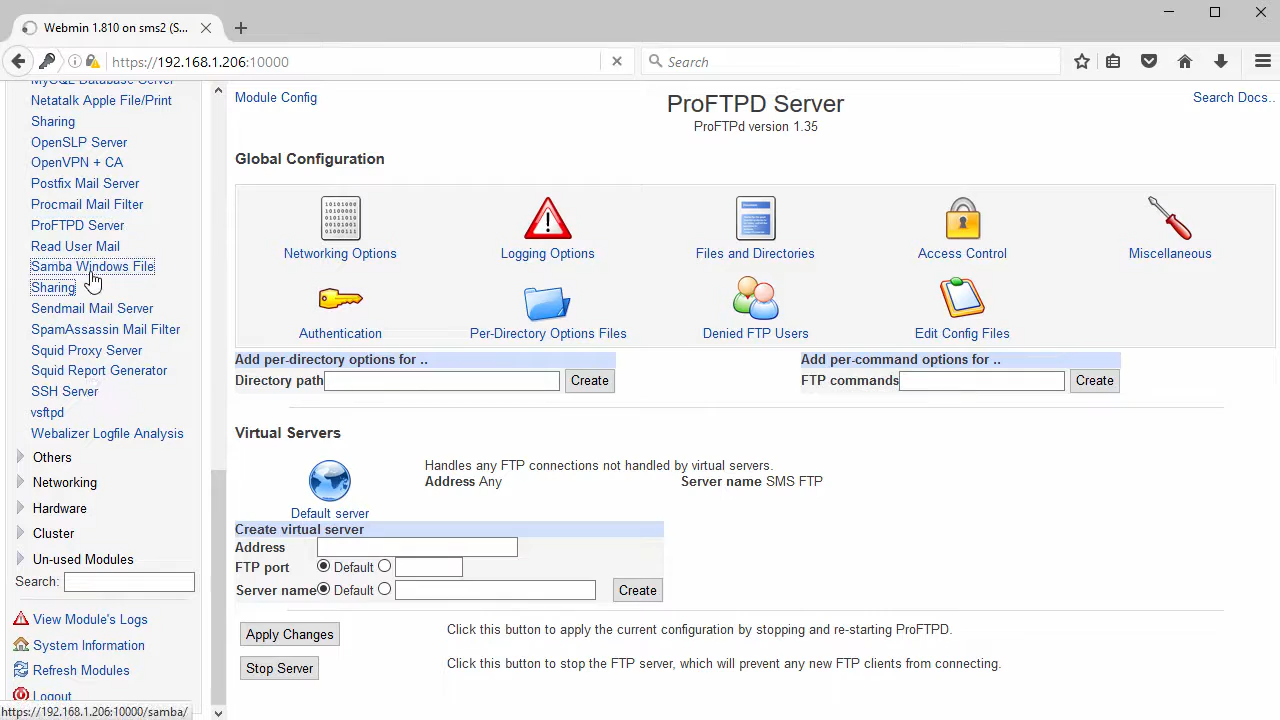 Webmin 1.810 on sms2 (S...
https://192.168.1.206:10000
Search
MySQL Database Server
Netatalk Apple File/Print
Sharing
OpenSLP Server
OpenVPN + CA
Postfix Mail Server
Procmail Mail Filter
ProFTPD Server
Read User Mail
Samba Windows File
Sharing
Sendmail Mail Server
SpamAssassin Mail Filter
Squid Proxy Server
Squid Report Generator
SSH Server
vsftpd
Webalizer Logfile Analysis
Others
Networking
Hardware
Cluster
Un-used Modules
Search:
View Module's Logs
System Information
Refresh Modules
Logout
https://192.168.1.206:10000/samba/
Module Config
ProFTPD Server
Search Docs..
ProFTPd version 1.35
Global Configuration
Networking Options
Logging Options
Files and Directories
Access Control
Miscellaneous
Authentication
Per-Directory Options Files
Denied FTP Users
Edit Config Files
Add per-directory options for ..
Directory path
Create
Add per-command options for ..
FTP commands
Create
Virtual Servers
Default server
Handles any FTP connections not handled by virtual servers.
Address Any
Server name SMS FTP
Create virtual server
Address
FTP port
Default
Server name
Default
Create
Apply Changes
Click this button to apply the current configuration by stopping and re-starting ProFTPD.
Stop Server
Click this button to stop the FTP server, which will prevent any new FTP clients from connecting.